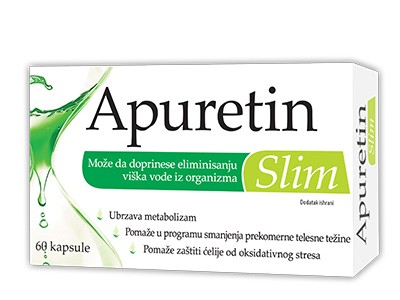 Apuretin
Može da doprinese eliminisanju
viška vode iz organizma
Slim
Dodatak ishrani
Ubrzava metabolizam
Pomaže u programu smanjenja prekomerne telesne težine
60 kapsule
Pomaže zaštiti ćelije od oksidativnog stresa
Apuretin
Slim